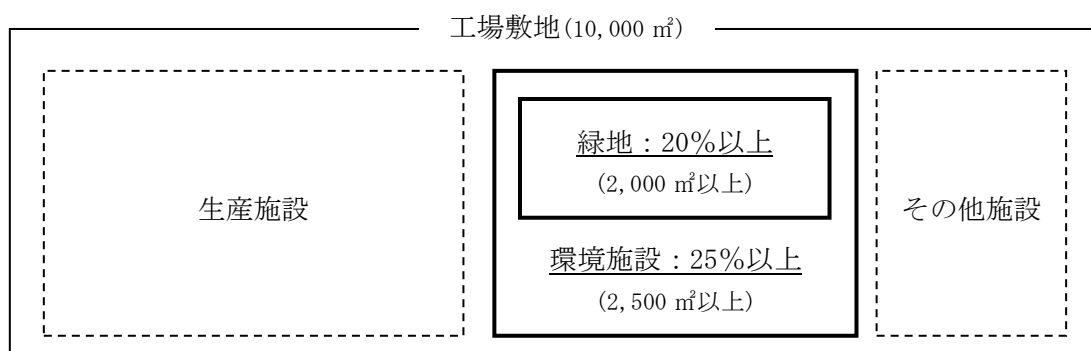 工場敷地(10,000 ㎡)
生産施設
緑地:20%以上
(2,000 ㎡以上)
環境施設:25%以上
(2,500 ㎡以上)
その他施設